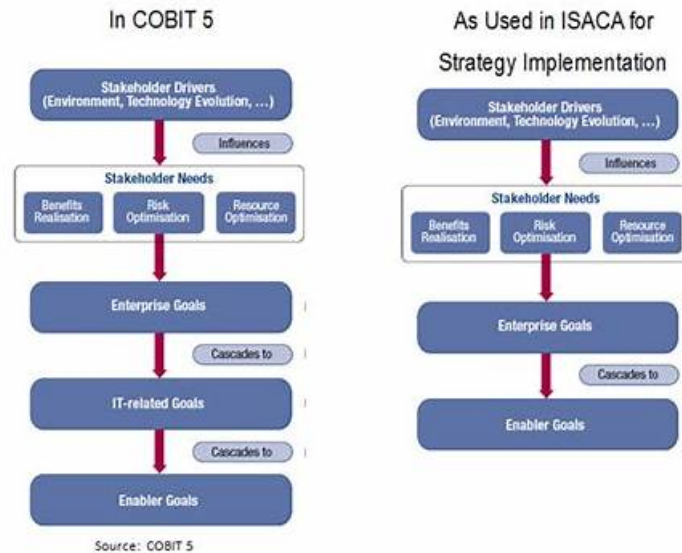 In COBIT 5
Stakeholder Drivers
(Environment, Technology Evolution, ...)
Influences
Stakeholder Needs
Benefits
Realisation
Risk
Optimisation
Resource
Optimisation
Enterprise Goals
Cascades to
IT-related Goals
Cascades to
Enabler Goals
Source: COBIT 5
As Used in ISACA for
Strategy Implementation
Stakeholder Drivers
(Environment, Technology Evolution, ...)
Influences
Stakeholder Needs
Benefits
Realisation
Risk
Optimisation
Resource
Optimisation
Enterprise Goals
Cascades to
Enabler Goals